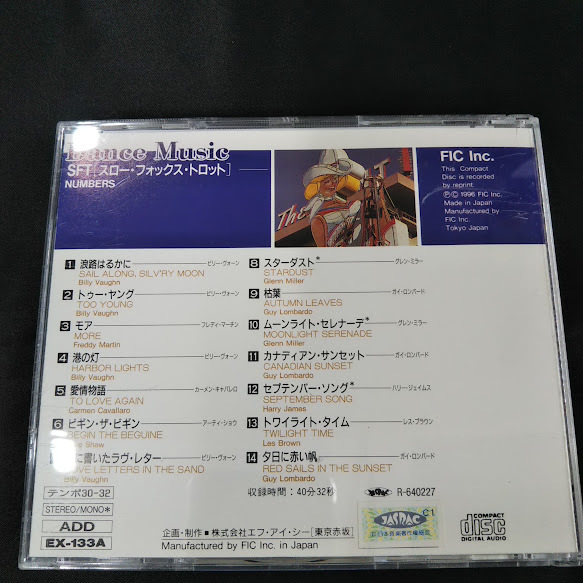 Dance Music
SFT[スロー・フォックス・トロット]
NUMBERS
The
FIC Inc.
This Compact
Disc is recorded
by reprint.
ⓅⒸ 1996 FIC Inc.
Made in Japan
Manufactured by
FIC Inc.
Tokyo Japan
1 浪路はるかに ビリー・ヴォーン
SAIL ALONG, SILV'RY MOON
Billy Vaughn
2 トゥー・ヤング ビリー・ヴォーン
TOO YOUNG
Billy Vaughn
3 モア フレディ・マーチン
MORE
Freddy Martin
4 港の灯 ビリー・ヴォーン
HARBOR LIGHTS
Billy Vaughn
5 愛情物語 カーメン・キャバレロ
TO LOVE AGAIN
Carmen Cavallaro
6 ビギン・ザ・ビギン アーティ・ショウ
BEGIN THE BEGUINE
Shaw
に書いたラヴ・レター ビリー・ヴォーン
LOVE LETTERS IN THE SAND
Billy Vaughn
8 スターダスト* グレン・ミラー
STARDUST
Glenn Miller
9 枯葉 ガイ・ロンバード
AUTUMN LEAVES
Guy Lombardo
10 ムーンライト・セレナーデ* グレン・ミラー
MOONLIGHT SERENADE
Glenn Miller
11 カナディアン・サンセット ガイ・ロンバード
CANADIAN SUNSET
Guy Lombardo
12 セプテンバー・ソング* ハリー・ジェイムス
SEPTEMBER SONG
Harry James
13 トワイライト・タイム レス・ブラウン
TWILIGHT TIME
Les Brown
14 夕日に赤い帆 ガイ・ロンバード
RED SAILS IN THE SUNSET
Guy Lombardo
収録時間:40分32秒
R-640227
テンポ30-32
STEREO/MONO*
ADD
EX-133A
企画・制作■株式会社エフ・アイ・シー[東京赤坂]
Manufactured by FIC Inc. in Japan
JASRAC
C1
日本音楽著作権協会
COMPACT
disc
DIGITAL AUDIO